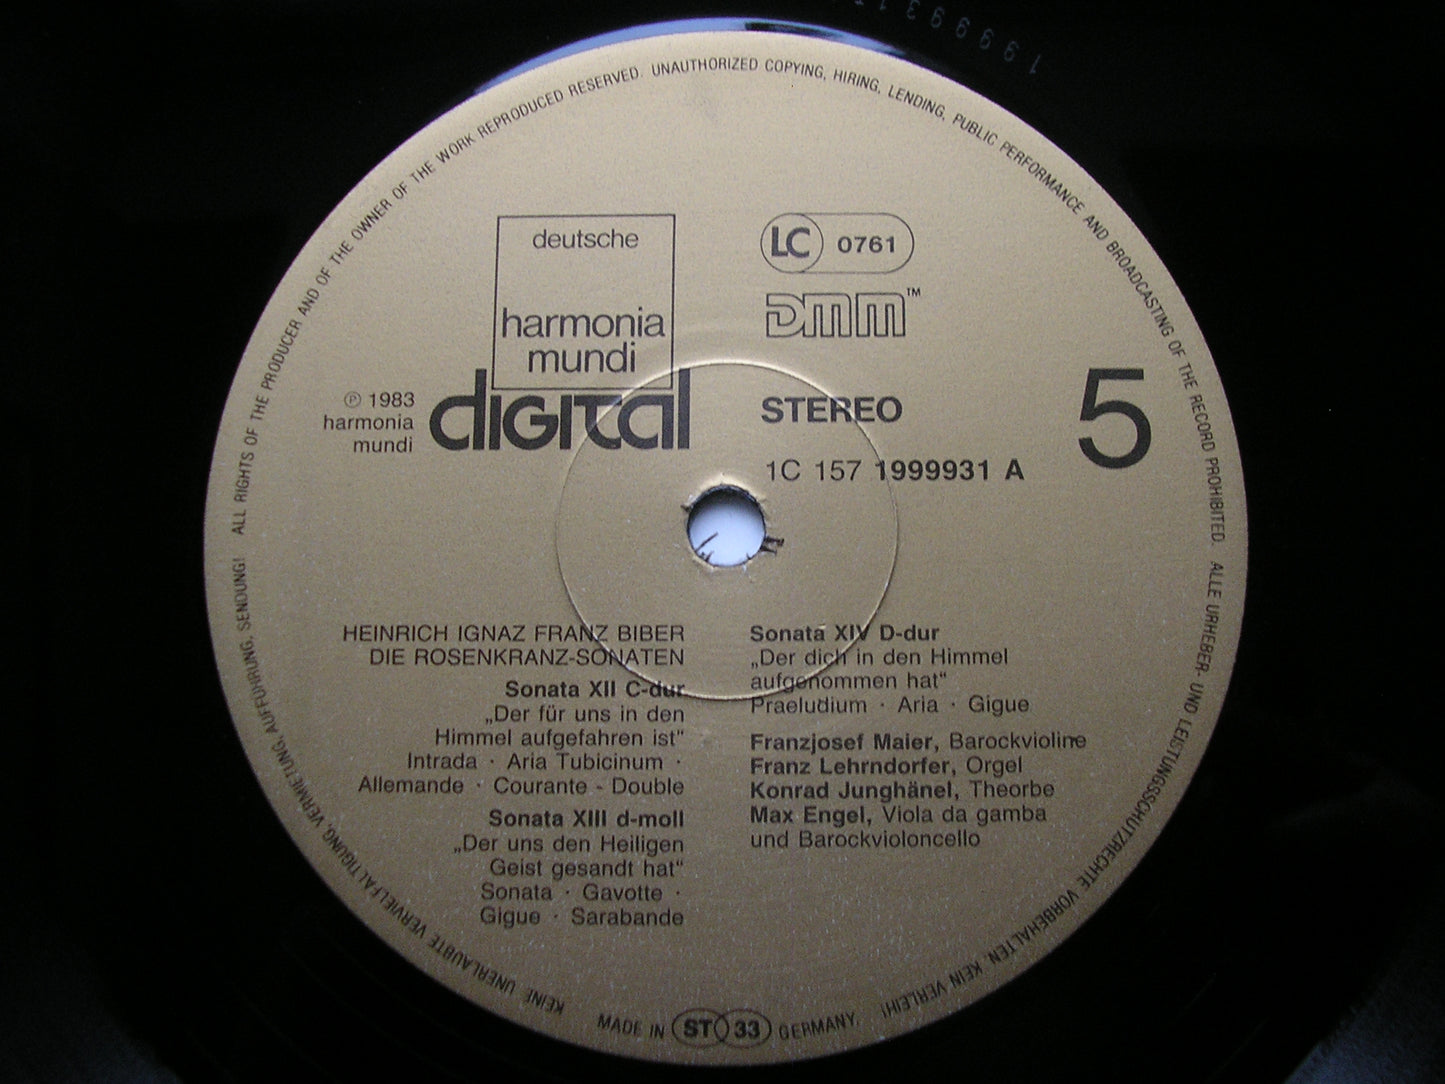 ALL RIGHTS OF THE PRODUCER AND OF THE OWNER OF THE WORK REPRODUCED RESERVED. UNAUTHORIZED COPYING, HIRING, LENDING, PUBLIC PERFORMANCE AND BROADCASTING OF THE RECORD PROHIBITED.
ALLE URHEBER- UND LEISTUNGSSCHUTZRECHTE VORBEHALTEN. KEIN VERLEIH!
KEINE UNERLAUBTE VERVIELFÄLTIGUNG, VERMIETUNG, AUFFÜHRUNG, SENDUNG!
1999931
deutsche
harmonia
mundi
digital
℗ 1983
harmonia
mundi
LC 0761
DMM™
STEREO
1C 157 1999931 A
5
HEINRICH IGNAZ FRANZ BIBER
DIE ROSENKRANZ-SONATEN
Sonata XII C-dur
„Der für uns in den
Himmel aufgefahren ist“
Intrada · Aria Tubicinum ·
Allemande · Courante - Double
Sonata XIII d-moll
„Der uns den Heiligen
Geist gesandt hat“
Sonata · Gavotte ·
Gigue · Sarabande
Sonata XIV D-dur
„Der dich in den Himmel
aufgenommen hat“
Praeludium · Aria · Gigue
Franzjosef Maier, Barockvioline
Franz Lehrndorfer, Orgel
Konrad Junghänel, Theorbe
Max Engel, Viola da gamba
und Barockvioloncello
MADE IN ST 33 GERMANY.